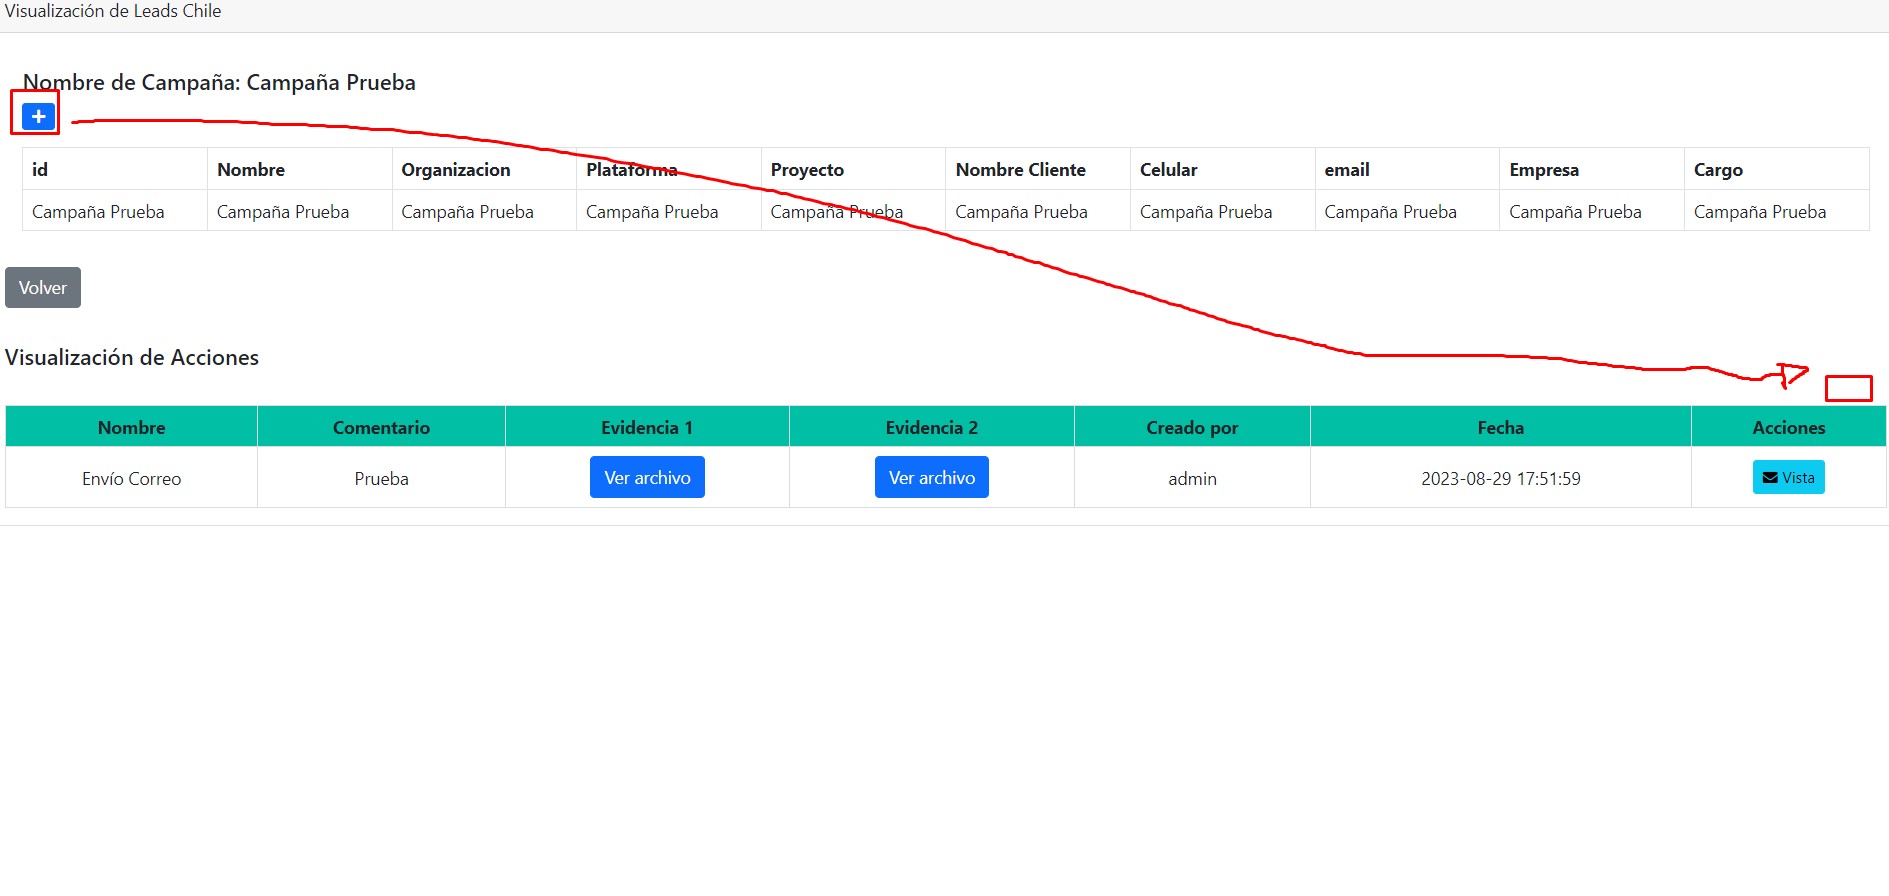 Visualización de Leads Chile
Nombre de Campaña: Campaña Prueba
+
id Nombre Organizacion Plataforma Proyecto Nombre Cliente Celular email Empresa Cargo
Campaña Prueba Campaña Prueba Campaña Prueba Campaña Prueba Campaña Prueba Campaña Prueba Campaña Prueba Campaña Prueba Campaña Prueba Campaña Prueba
Volver
Visualización de Acciones
Nombre Comentario Evidencia 1 Evidencia 2 Creado por Fecha Acciones
Envío Correo Prueba Ver archivo Ver archivo admin 2023-08-29 17:51:59 Vista